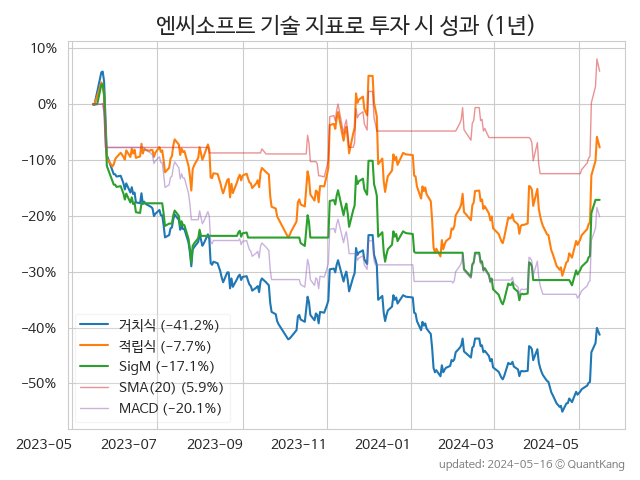 엔씨소프트 기술 지표로 투자 시 성과 (1년)
10%
0%
−10%
−20%
−30%
−40%
−50%
거치식 (−41.2%)
적립식 (−7.7%)
SigM (−17.1%)
SMA(20) (5.9%)
MACD (−20.1%)
2023-05 2023-07 2023-09 2023-11 2024-01 2024-03 2024-05
updated: 2024-05-16 © QuantKang